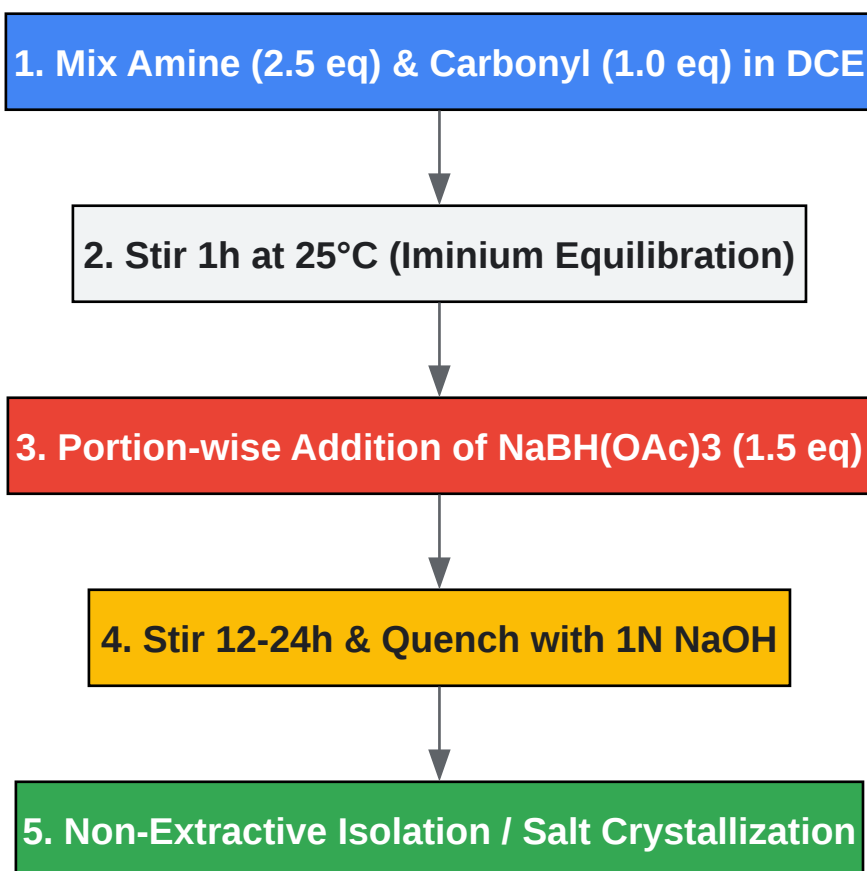 1. Mix Amine (2.5 eq) & Carbonyl (1.0 eq) in DCE
2. Stir 1h at 25°C (Iminium Equilibration)
3. Portion-wise Addition of NaBH(OAc)3 (1.5 eq)
4. Stir 12-24h & Quench with 1N NaOH
5. Non-Extractive Isolation / Salt Crystallization